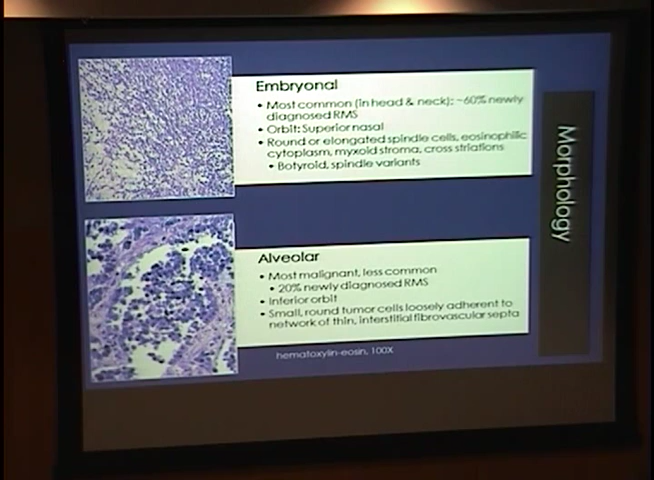 Embryonal
• Most common (in head & neck): ~60% newly
diagnosed RMS
• Orbit: Superior nasal
• Round or elongated spindle cells, eosinophilic
cytoplasm, myxoid stroma, cross striations
• Botyroid, spindle variants
Alveolar
• Most malignant, less common
• 20% newly diagnosed RMS
• Inferior orbit
• Small, round tumor cells loosely adherent to
network of thin, interstitial fibrovascular septa
hematoxylin-eosin, 100X
Morphology